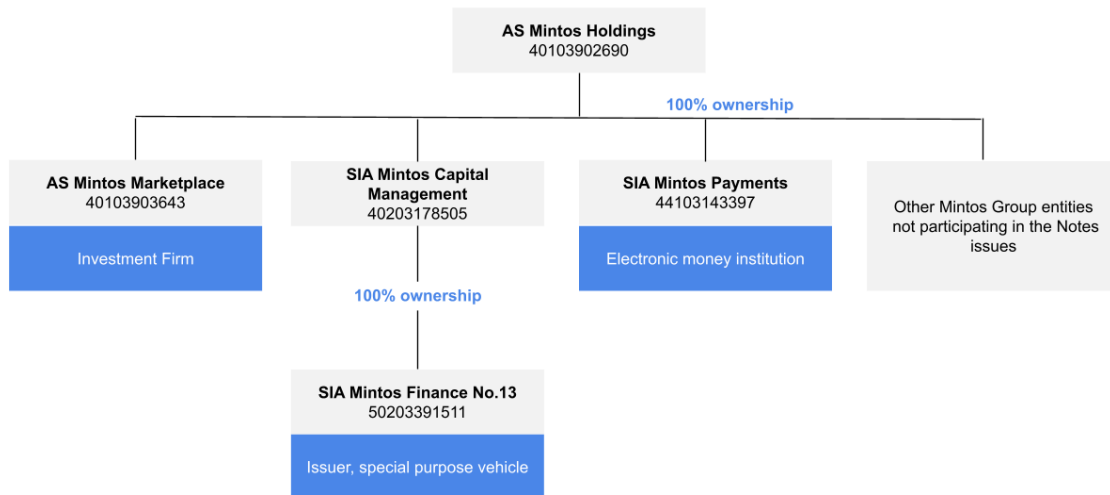 AS Mintos Holdings
40103902690
100% ownership
AS Mintos Marketplace
40103903643
Investment Firm
SIA Mintos Capital
Management
40203178505
SIA Mintos Payments
44103143397
Electronic money institution
Other Mintos Group entities
not participating in the Notes
issues
100% ownership
SIA Mintos Finance No.13
50203391511
Issuer, special purpose vehicle